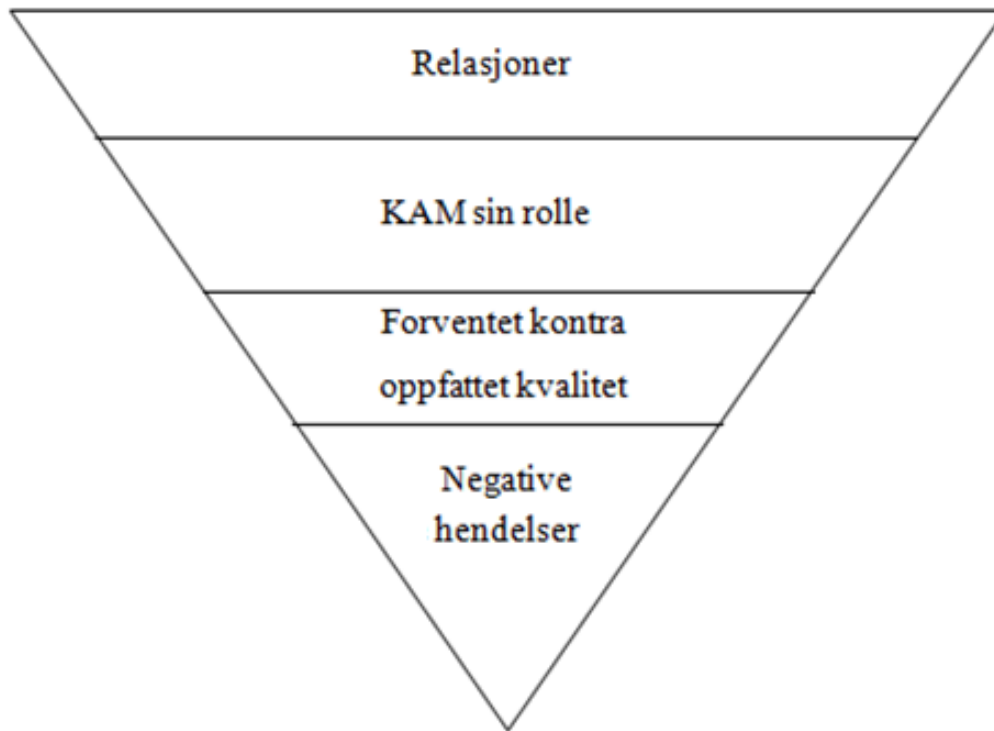 Relasjoner
KAM sin rolle
Forventet kontra
oppfattet kvalitet
Negative
hendelser